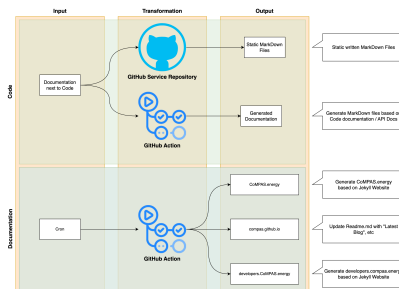 Input
Transformation
Output
Code
Documentation
next to Code
GitHub Service Repository
Static MarkDown
Files
Static written MarkDown Files
GitHub Action
Generated
Documentation
Generate MarkDown files based on
Code documentation / API Docs
Documentation
Cron
GitHub Action
CoMPAS.energy
Generate CoMPAS.energy
based on Jekyll Website
compas.github.io
Update Readme.md with "Latest
Blog", etc
developers.CoMPAS.energy
Generate developers.compas.energy
based on Jekyll Website